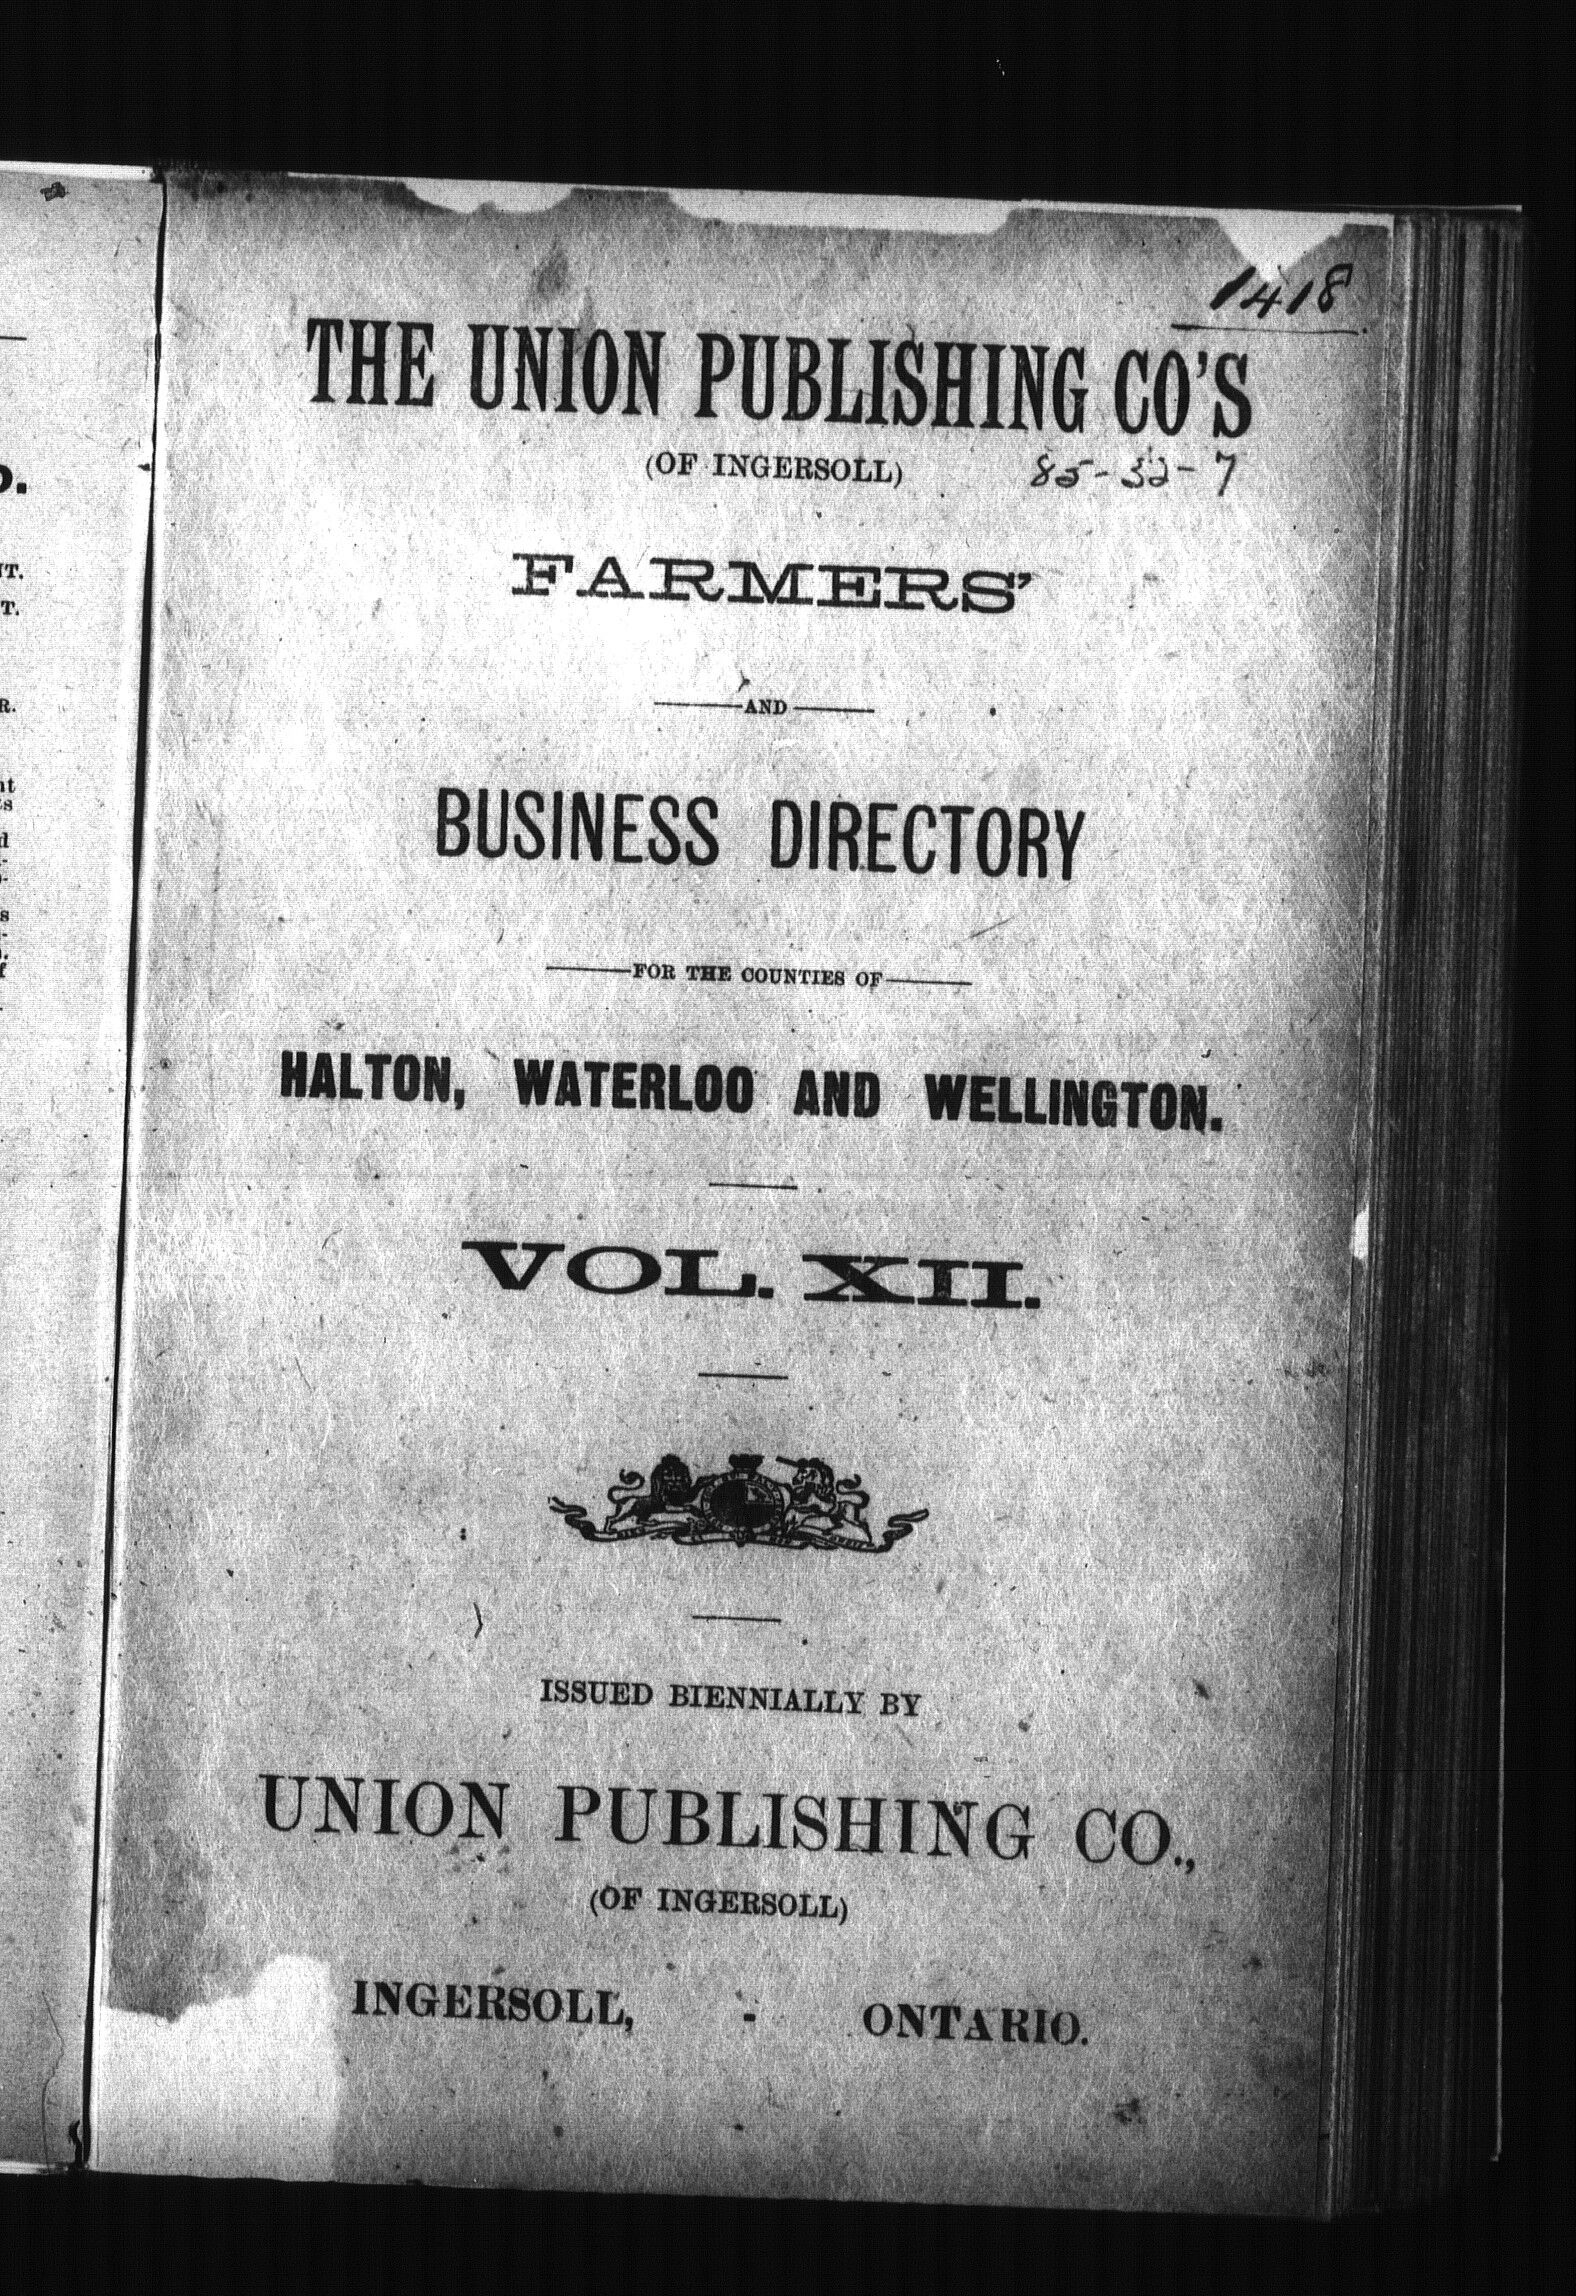 1418
THE UNION PUBLISHING CO'S
(OF INGERSOLL)
85-32-7
FARMERS'
AND
BUSINESS DIRECTORY
FOR THE COUNTIES OF
HALTON, WATERLOO AND WELLINGTON.
VOL. XII.
ISSUED BIENNIALLY BY
UNION PUBLISHING CO.,
(OF INGERSOLL)
INGERSOLL, - ONTARIO.